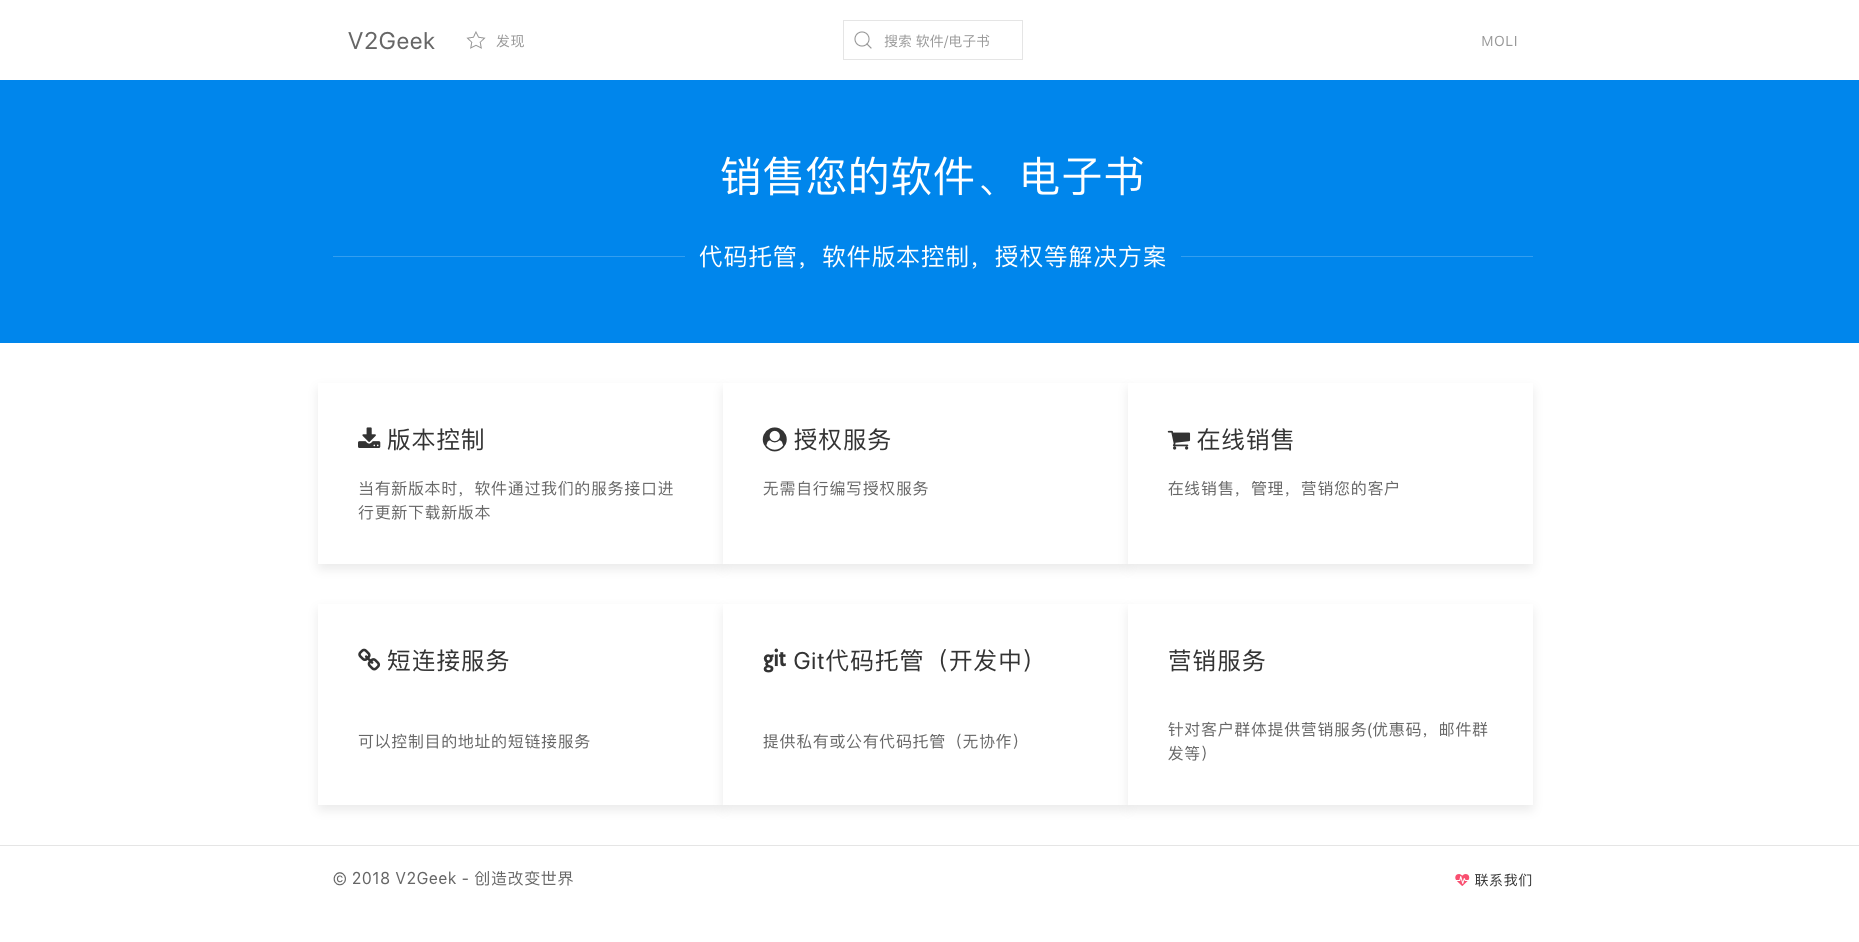 V2Geek
发现
搜索 软件/电子书
MOLI
销售您的软件、电子书
代码托管，软件版本控制，授权等解决方案
版本控制
当有新版本时，软件通过我们的服务接口进
行更新下载新版本
授权服务
无需自行编写授权服务
在线销售
在线销售，管理，营销您的客户
短连接服务
可以控制目的地址的短链接服务
git Git代码托管（开发中）
提供私有或公有代码托管（无协作）
营销服务
针对客户群体提供营销服务(优惠码，邮件群
发等）
© 2018 V2Geek - 创造改变世界
联系我们